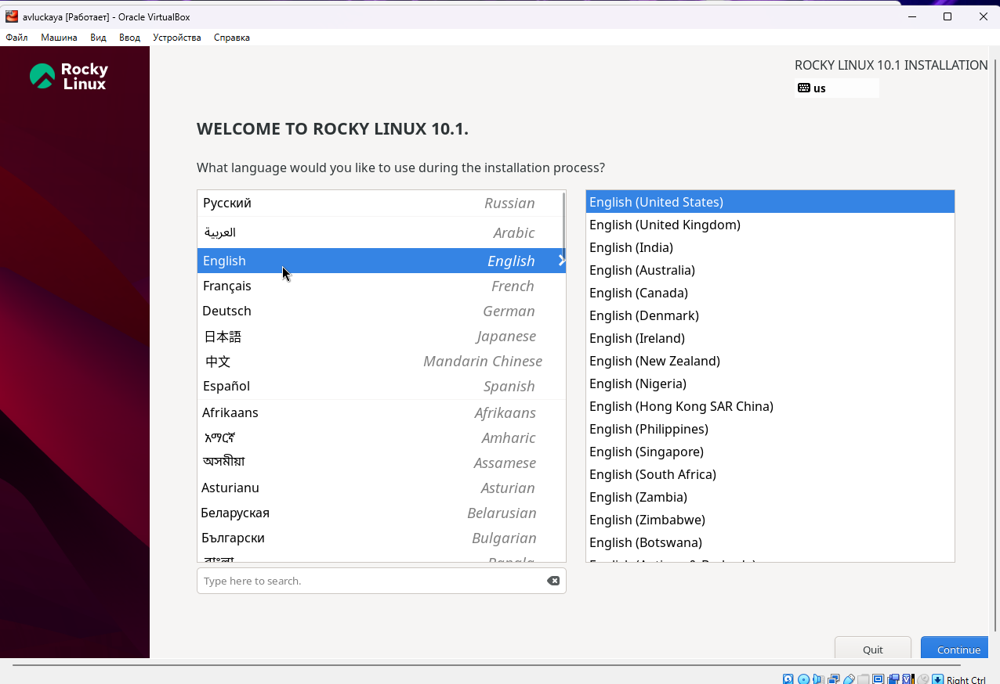 avluckaya [Работает] - Oracle VirtualBox
Файл Машина Вид Ввод Устройства Справка
Rocky
Linux
ROCKY LINUX 10.1 INSTALLATION
us
WELCOME TO ROCKY LINUX 10.1.
What language would you like to use during the installation process?
Русский Russian
العربية Arabic
English English
Français French
Deutsch German
日本語 Japanese
中文 Mandarin Chinese
Español Spanish
Afrikaans Afrikaans
አማርኛ Amharic
অসমীয়া Assamese
Asturianu Asturian
Беларуская Belarusian
Български Bulgarian
বাংলা Bangla
English (United States)
English (United Kingdom)
English (India)
English (Australia)
English (Canada)
English (Denmark)
English (Ireland)
English (New Zealand)
English (Nigeria)
English (Hong Kong SAR China)
English (Philippines)
English (Singapore)
English (South Africa)
English (Zambia)
English (Zimbabwe)
English (Botswana)
English (Antigua & Barbuda)
Type here to search.
Quit Continue
Right Ctrl